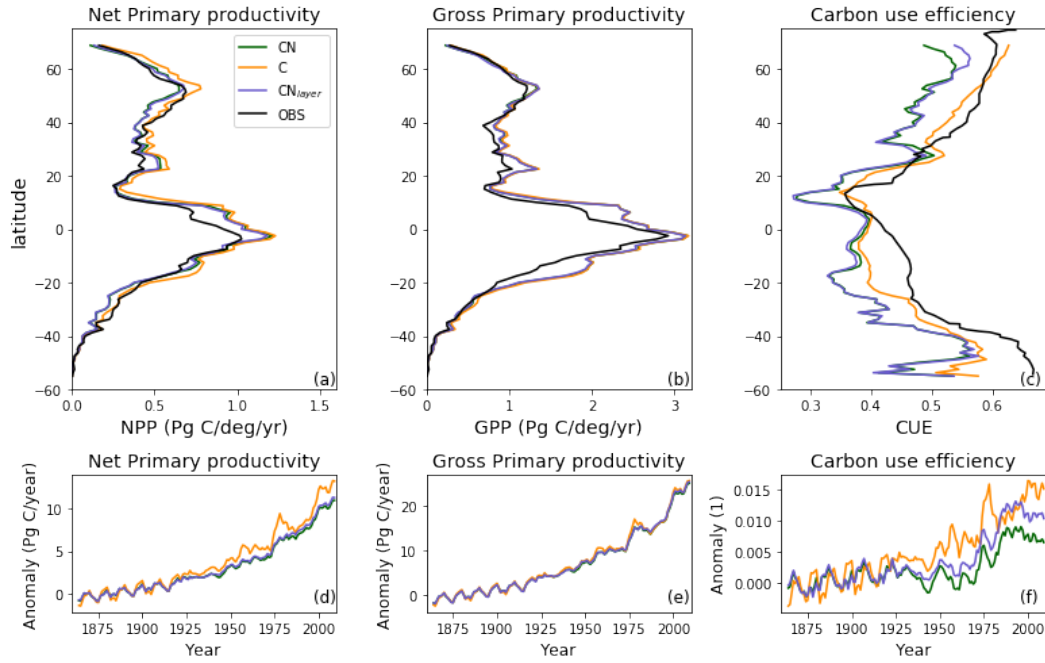 Net Primary productivity
Gross Primary productivity
Carbon use efficiency
CN
C
CN_layer
OBS
latitude
60
40
20
0
−20
−40
−60
60
40
20
0
−20
−40
−60
60
40
20
0
−20
−40
−60
(a)
(b)
(c)
0.0 0.5 1.0 1.5
0 1 2 3
0.3 0.4 0.5 0.6
NPP (Pg C/deg/yr)
GPP (Pg C/deg/yr)
CUE
Net Primary productivity
Gross Primary productivity
Carbon use efficiency
Anomaly (Pg C/year)
10
5
0
(d)
1875 1900 1925 1950 1975 2000
Year
Anomaly (Pg C/year)
20
10
0
(e)
1875 1900 1925 1950 1975 2000
Year
Anomaly (1)
0.015
0.010
0.005
0.000
(f)
1875 1900 1925 1950 1975 2000
Year